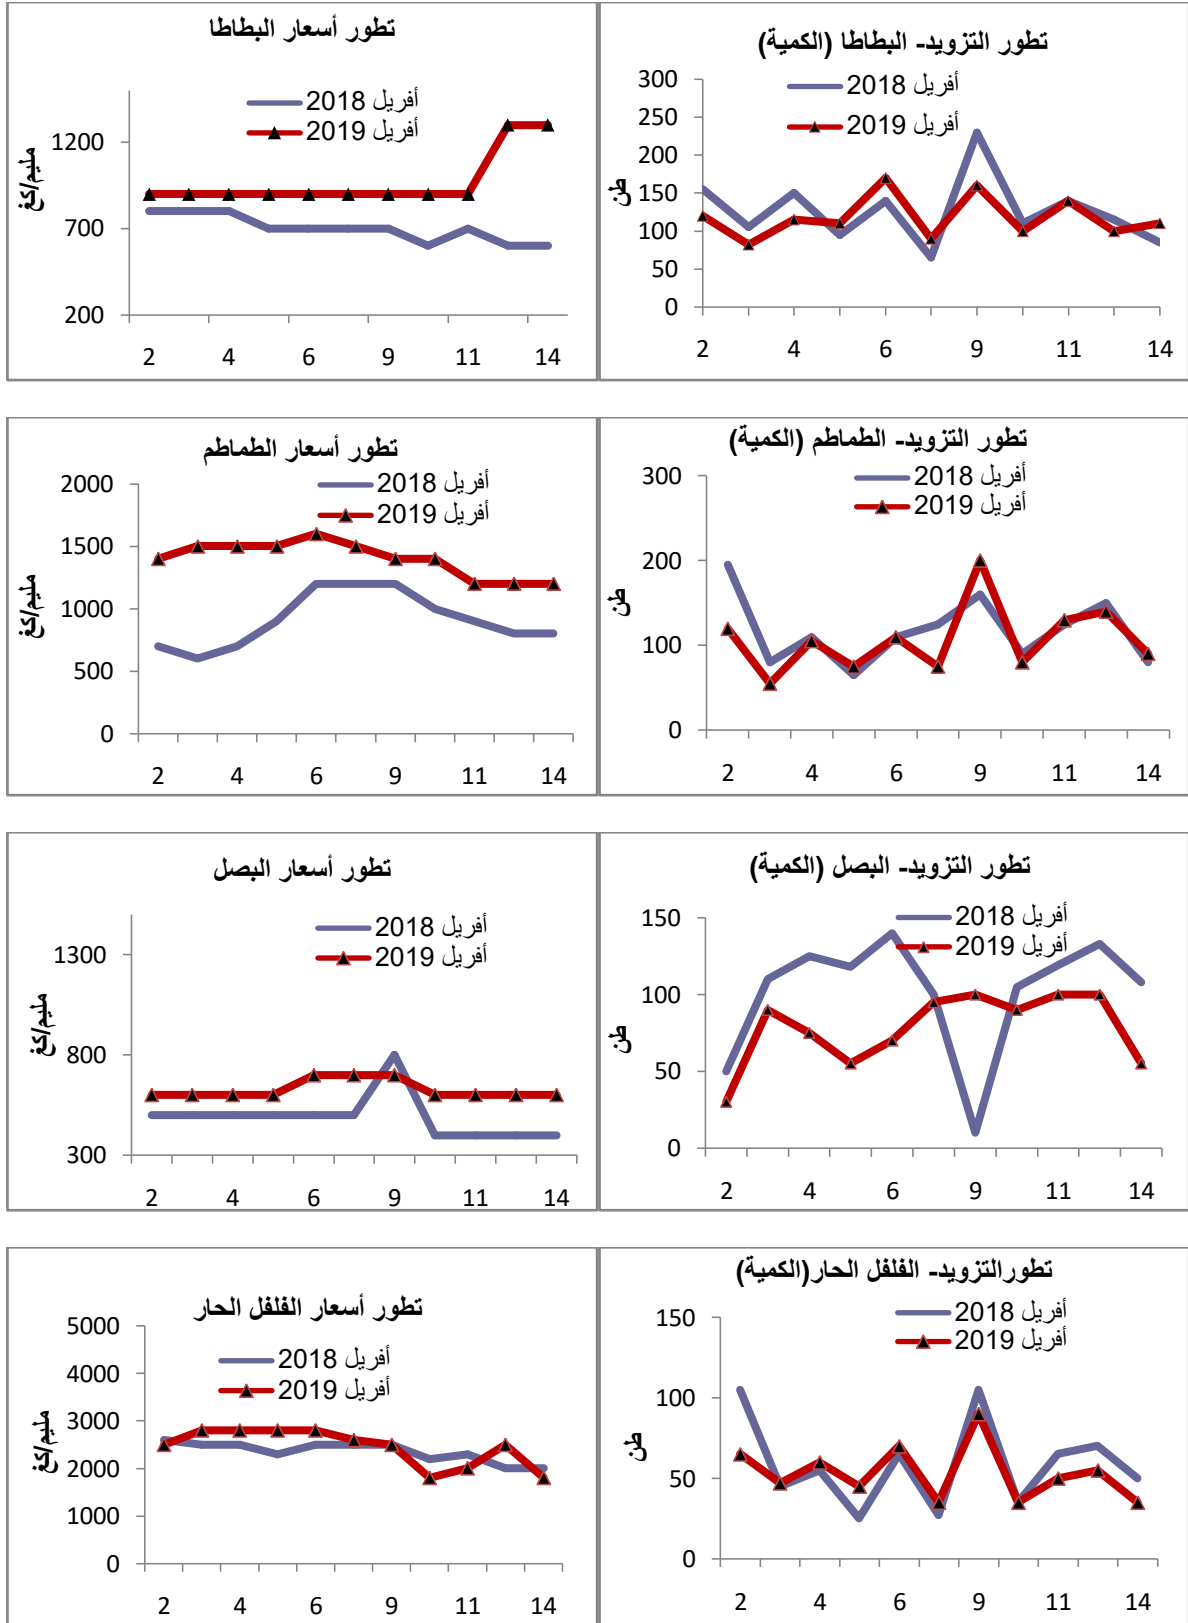 تطور أسعار البطاطا
أفريل 2018
أفريل 2019
مليم/كغ
1200
700
200
2 4 6 9 11 14
تطور التزويد- البطاطا (الكمية)
أفريل 2018
أفريل 2019
طن
300
250
200
150
100
50
0
2 4 6 9 11 14
تطور أسعار الطماطم
أفريل 2018
أفريل 2019
مليم/كغ
2000
1500
1000
500
0
2 4 6 9 11 14
تطور التزويد- الطماطم (الكمية)
أفريل 2018
أفريل 2019
طن
300
200
100
0
2 4 6 9 11 14
تطور أسعار البصل
أفريل 2018
أفريل 2019
مليم/كغ
1300
800
300
2 4 6 9 11 14
تطور التزويد- البصل (الكمية)
أفريل 2018
أفريل 2019
طن
150
100
50
0
2 4 6 9 11 14
تطور أسعار الفلفل الحار
أفريل 2018
أفريل 2019
مليم/كغ
5000
4000
3000
2000
1000
0
2 4 6 9 11 14
تطورالتزويد- الفلفل الحار(الكمية)
أفريل 2018
أفريل 2019
طن
150
100
50
0
2 4 6 9 11 14